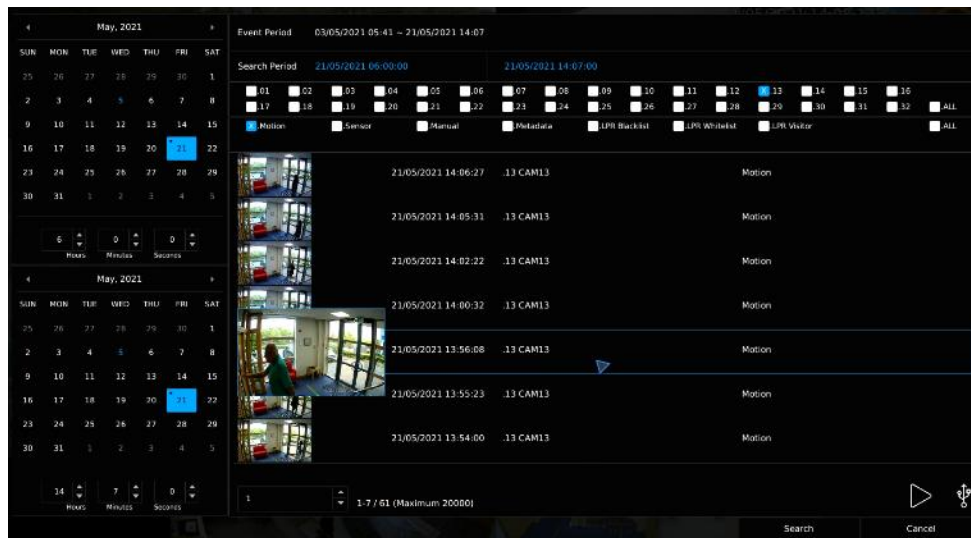 May, 2021
SUN MON TUE WED THU FRI SAT
25 26 27 28 29 30 1
2 3 4 5 6 7 8
9 10 11 12 13 14 15
16 17 18 19 20 21 22
23 24 25 26 27 28 29
30 31 1 2 3 4 5
6 0 0
Hours Minutes Seconds
May, 2021
SUN MON TUE WED THU FRI SAT
25 26 27 28 29 30 1
2 3 4 5 6 7 8
9 10 11 12 13 14 15
16 17 18 19 20 21 22
23 24 25 26 27 28 29
30 31 1 2 3 4 5
14 7 0
Hours Minutes Seconds
Event Period 03/05/2021 05:41 ~ 21/05/2021 14:07
Search Period 21/05/2021 06:00:00 21/05/2021 14:07:00
.01 .02 .03 .04 .05 .06 .07 .08 .09 .10 .11 .12 X .13 .14 .15 .16
.17 .18 .19 .20 .21 .22 .23 .24 .25 .26 .27 .28 .29 .30 .31 .32 .ALL
X .Motion .Sensor .Manual .Metadata .LPR Blacklist .LPR Whitelist .LPR Visitor .ALL
21/05/2021 14:06:27 .13 CAM13 Motion
21/05/2021 14:05:31 .13 CAM13 Motion
21/05/2021 14:02:22 .13 CAM13 Motion
21/05/2021 14:00:32 .13 CAM13 Motion
21/05/2021 13:56:08 .13 CAM13 Motion
21/05/2021 13:55:23 .13 CAM13 Motion
21/05/2021 13:54:00 .13 CAM13 Motion
1 1-7 / 61 (Maximum 20000)
Search Cancel